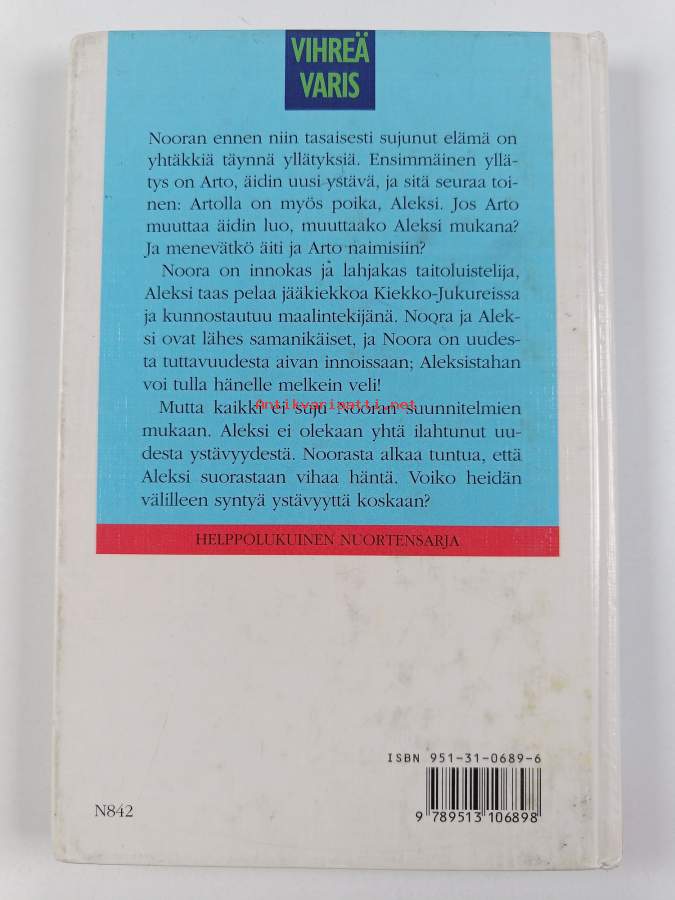 VIHREÄ
VARIS
Nooran ennen niin tasaisesti sujunut elämä on
yhtäkkiä täynnä yllätyksiä. Ensimmäinen yllä-
tys on Arto, äidin uusi ystävä, ja sitä seuraa toi-
nen: Artolla on myös poika, Aleksi. Jos Arto
muuttaa äidin luo, muuttaako Aleksi mukana?
Ja menevätkö äiti ja Arto naimisiin?
Noora on innokas ja lahjakas taitoluistelija,
Aleksi taas pelaa jääkiekkoa Kiekko-Jukureissa
ja kunnostautuu maalintekijänä. Noora ja Alek-
si ovat lähes samanikäiset, ja Noora on uudes-
ta tuttavuudesta aivan innoissaan; Aleksistahan
voi tulla hänelle melkein veli!
Antikvariantti.net
Mutta kaikki ei suju Nooran suunnitelmien
mukaan. Aleksi ei olekaan yhtä ilahtunut uu-
desta ystävyydestä. Noorasta alkaa tuntua, että
Aleksi suorastaan vihaa häntä. Voiko heidän
välilleen syntyä ystävyyttä koskaan?
HELPPOLUKUINEN NUORTENSARJA
ISBN 951-31-0689-6
9 789513 106898
N842